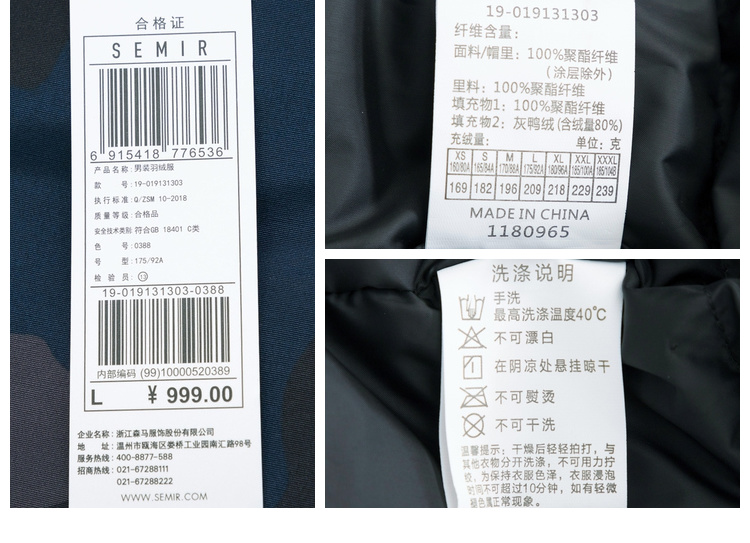 合格证
SEMIR
6 915418 776536
产品名称:男装羽绒服
款 号:19-019131303
执行标准:Q/ZSM 10-2018
质量等级:合格品
安全技术类别 符合GB 18401 C类
色 号:0388
号 型:175/92A
检 验 员:⑬
19-019131303-0388
内部编码 (99)10000520389
L ¥ 999.00
企业名称:浙江森马服饰股份有限公司
地 址:温州市瓯海区娄桥工业园南汇路98号
服务热线:400-8877-588
招商热线:021-67288111
021-67288222
WWW.SEMIR.COM
19-019131303
纤维含量:
面料/帽里: 100%聚酯纤维
(涂层除外)
里料: 100%聚酯纤维
填充物1: 100%聚酯纤维
填充物2: 灰鸭绒(含绒量80%)
充绒量: 单位: 克
XS S M L XL XXL XXXL
160/80A 165/84A 170/88A 175/92A 180/96A 185/100A 185/104B
169 182 196 209 218 229 239
MADE IN CHINA
1180965
洗涤说明
手洗
最高洗涤温度40℃
不可漂白
在阴凉处悬挂晾干
不可熨烫
不可干洗
温馨提示: 干燥后轻轻拍打, 与
其他衣物分开洗涤, 不可用力拧
绞, 为保持衣服色泽, 衣服浸泡
时间不可超过10分钟, 如有轻微
褪色属正常现象。